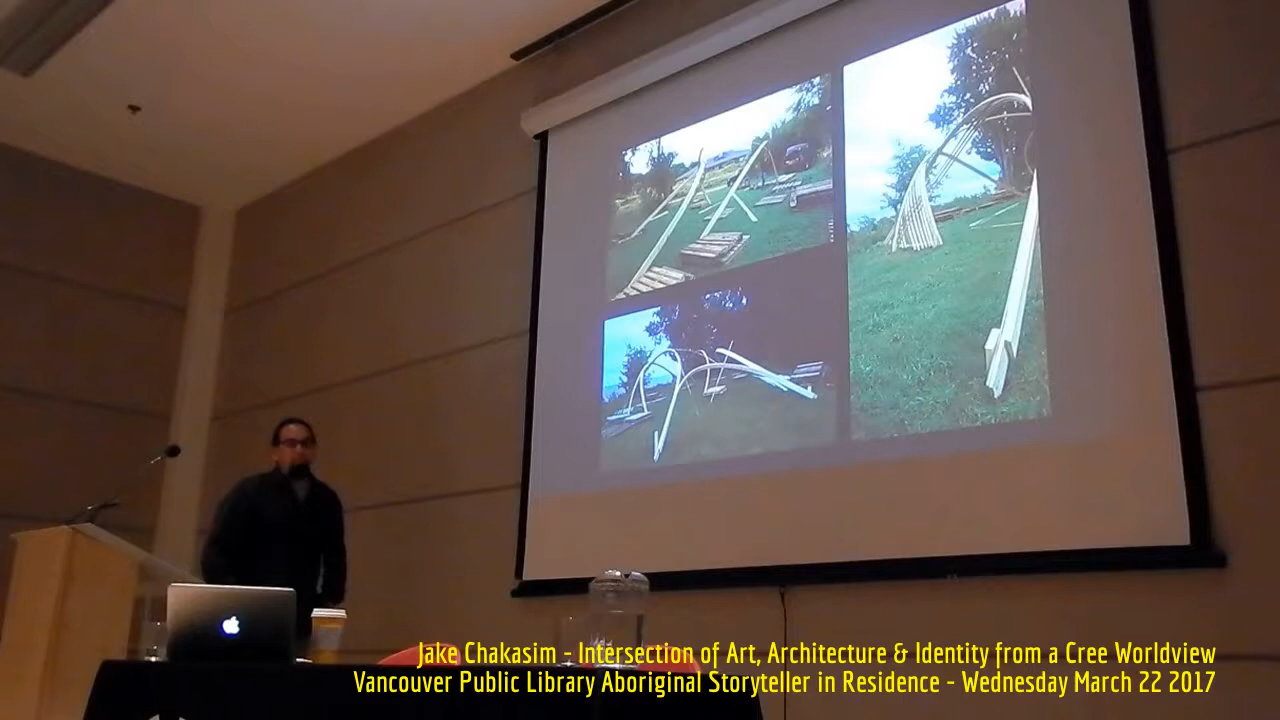 Jake Chakasim - Intersection of Art, Architecture & Identity from a Cree Worldview
Vancouver Public Library Aboriginal Storyteller in Residence - Wednesday March 22 2017